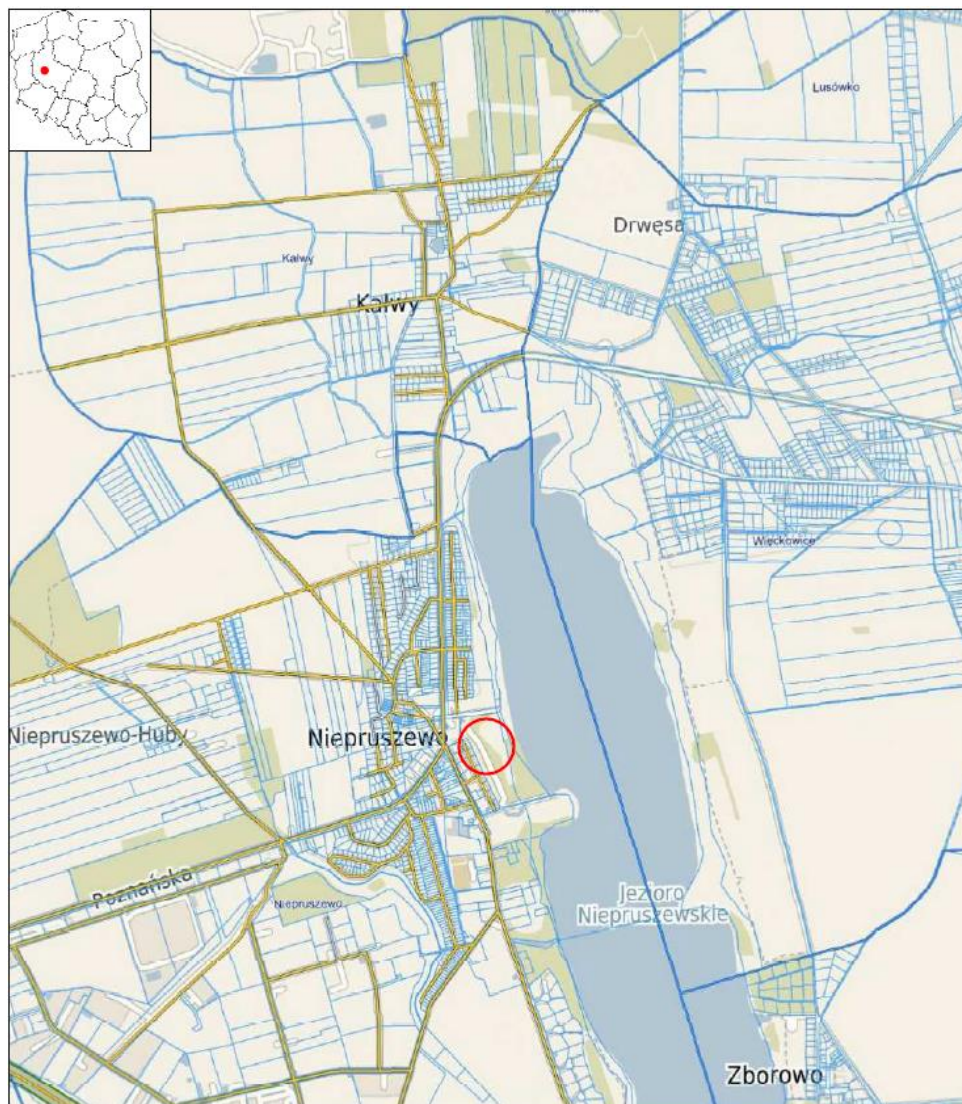 Lusówko
Drwęsa
Kalwy
Kalwy
Więckowice
Niepruszewo-Huby
Niepruszewo
Poznańska
Niepruszewo
Jezioro
Niepruszewskie
Zborowo